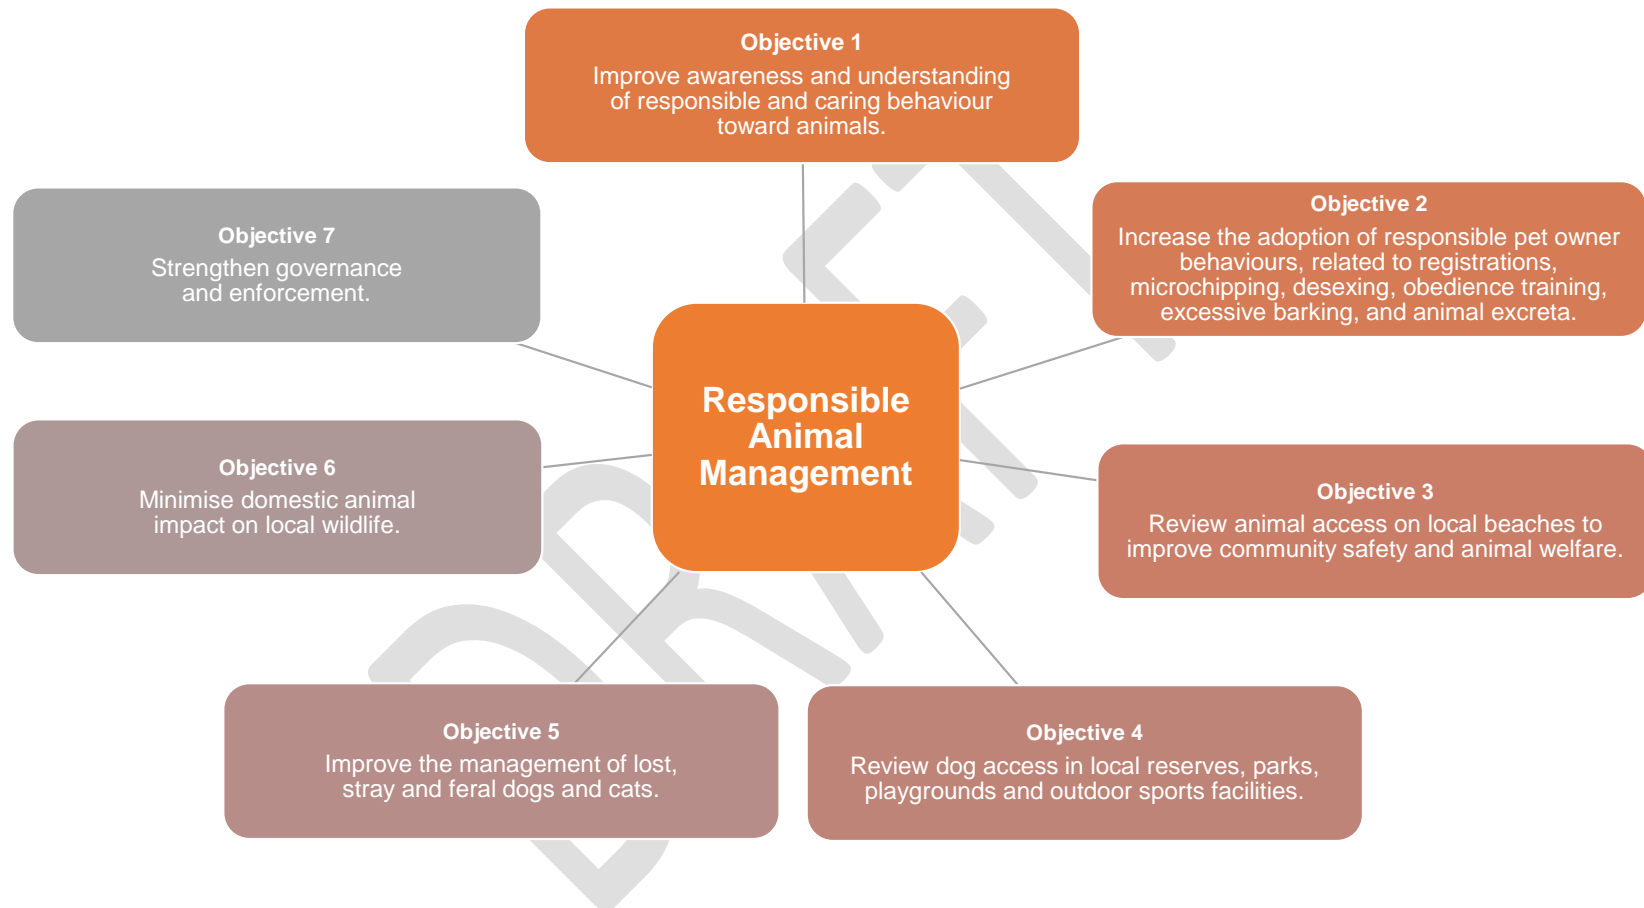 Objective 1
Improve awareness and understanding
of responsible and caring behaviour
toward animals.
Objective 2
Increase the adoption of responsible pet owner
behaviours, related to registrations,
microchipping, desexing, obedience training,
excessive barking, and animal excreta.
Objective 3
Review animal access on local beaches to
improve community safety and animal welfare.
Objective 4
Review dog access in local reserves, parks,
playgrounds and outdoor sports facilities.
Objective 5
Improve the management of lost,
stray and feral dogs and cats.
Objective 6
Minimise domestic animal
impact on local wildlife.
Objective 7
Strengthen governance
and enforcement.
Responsible
Animal
Management
DRAFT